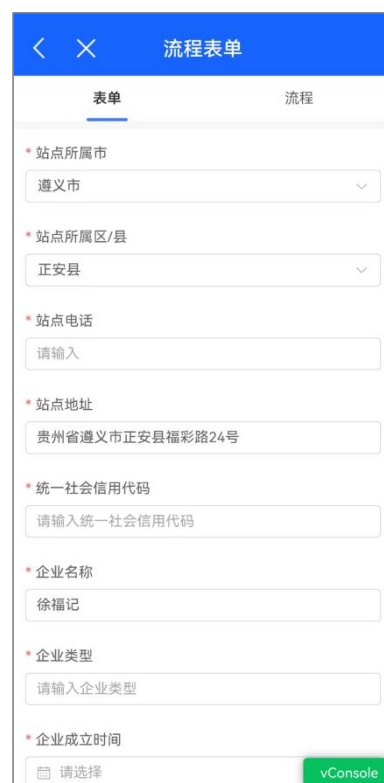 流程表单
表单
流程
* 站点所属市
遵义市
* 站点所属区/县
正安县
* 站点电话
请输入
* 站点地址
贵州省遵义市正安县福彩路24号
* 统一社会信用代码
请输入统一社会信用代码
* 企业名称
徐福记
* 企业类型
请输入企业类型
* 企业成立时间
请选择
vConsole